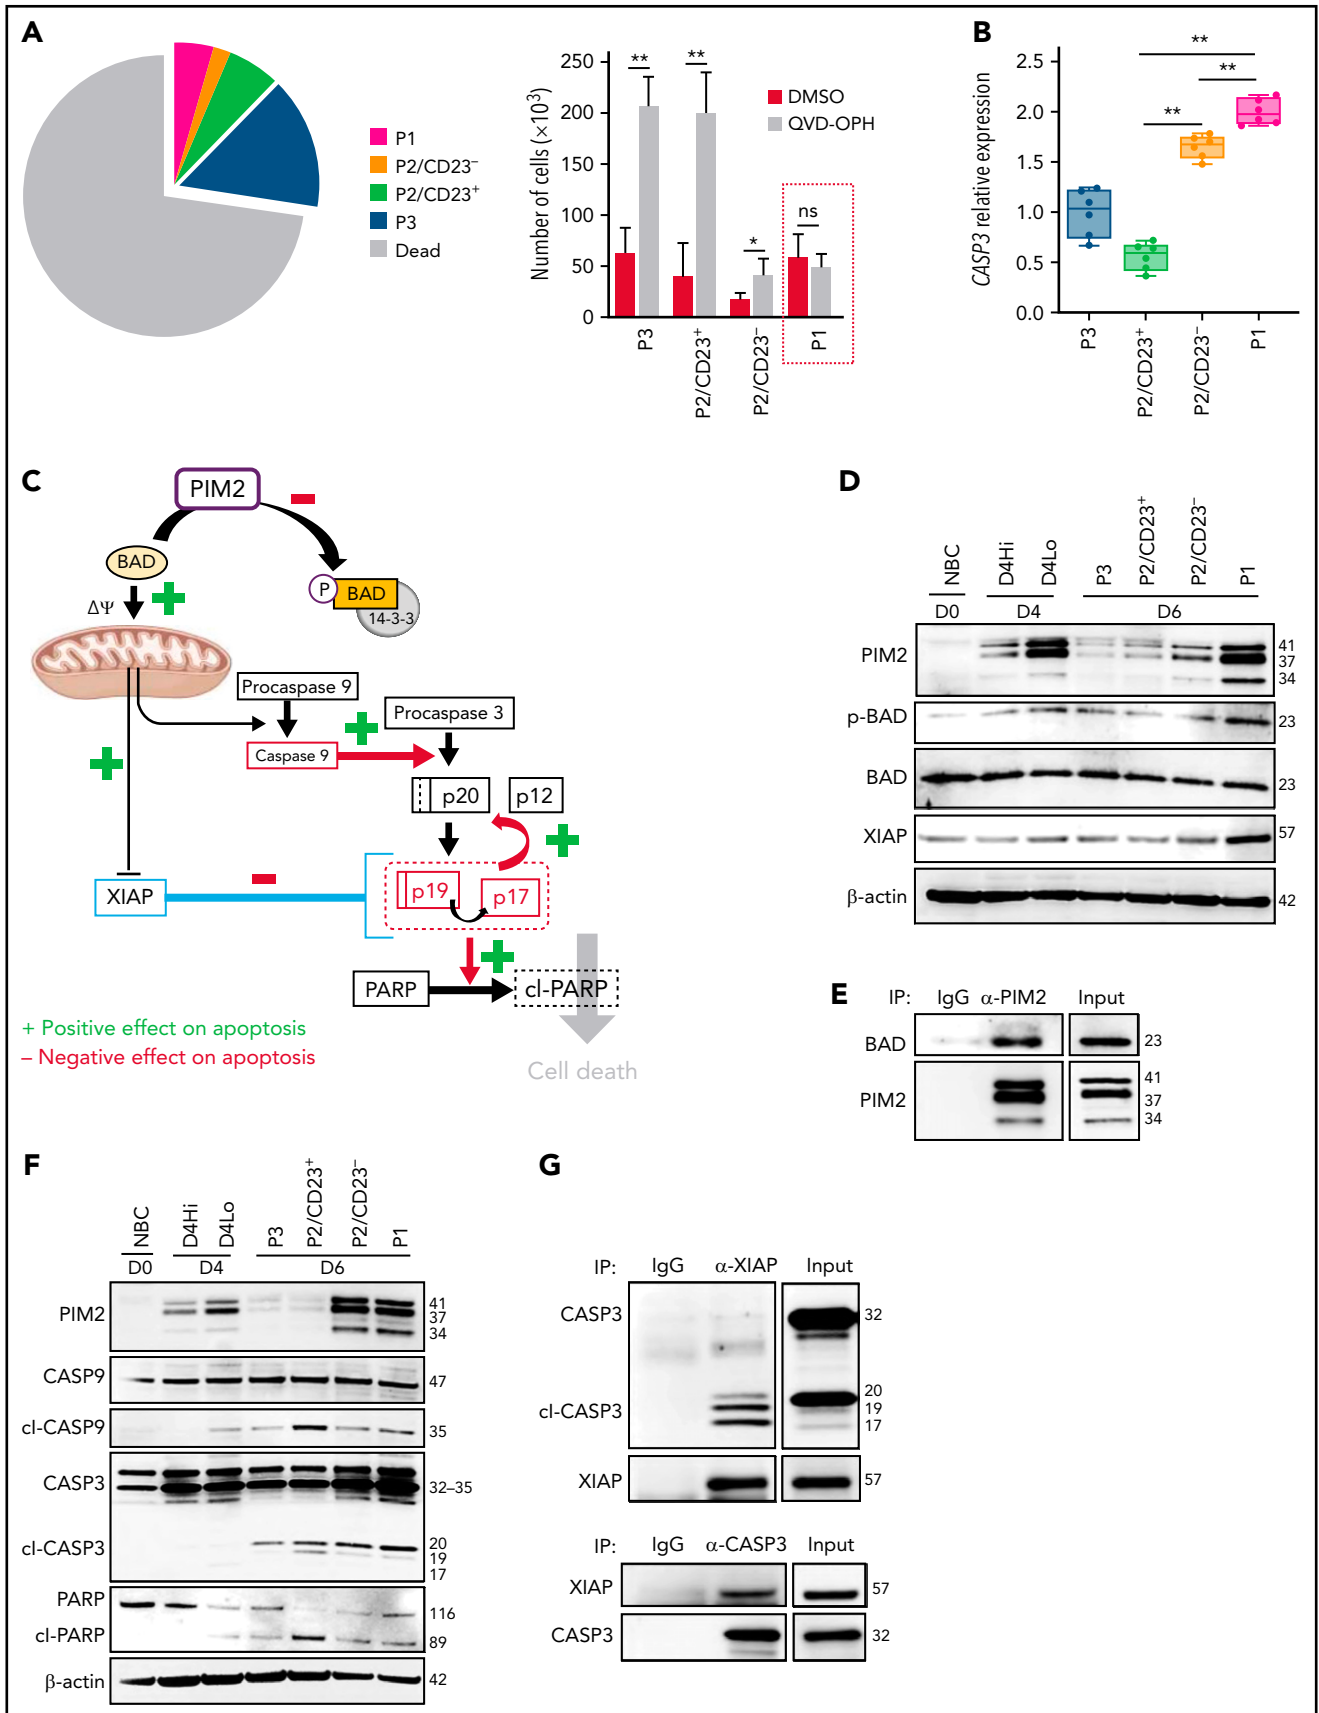 A
P1
P2/CD23⁻
P2/CD23⁺
P3
Dead
Number of cells (×10³)
250
200
150
100
50
0
**
**
*
ns
DMSO
QVD-OPH
P3
P2/CD23⁺
P2/CD23⁻
P1
B
CASP3 relative expression
2.5
2.0
1.5
1.0
0.5
0.0
**
**
**
P3
P2/CD23⁺
P2/CD23⁻
P1
C
PIM2
BAD
P
BAD
14-3-3
ΔΨ
Procaspase 9
Procaspase 3
Caspase 9
p20
p12
XIAP
p19
p17
PARP
cl-PARP
+ Positive effect on apoptosis
– Negative effect on apoptosis
Cell death
D
NBC
D4Hi
D4Lo
P3
P2/CD23⁺
P2/CD23⁻
P1
D0
D4
D6
PIM2
41
37
34
p-BAD
23
BAD
23
XIAP
57
β-actin
42
E
IP:
IgG
α-PIM2
Input
BAD
23
PIM2
41
37
34
F
NBC
D4Hi
D4Lo
P3
P2/CD23⁺
P2/CD23⁻
P1
D0
D4
D6
PIM2
41
37
34
CASP9
47
cl-CASP9
35
CASP3
32–35
cl-CASP3
20
19
17
PARP
116
cl-PARP
89
β-actin
42
G
IP:
IgG
α-XIAP
Input
CASP3
32
cl-CASP3
20
19
17
XIAP
57
IP:
IgG
α-CASP3
Input
XIAP
57
CASP3
32